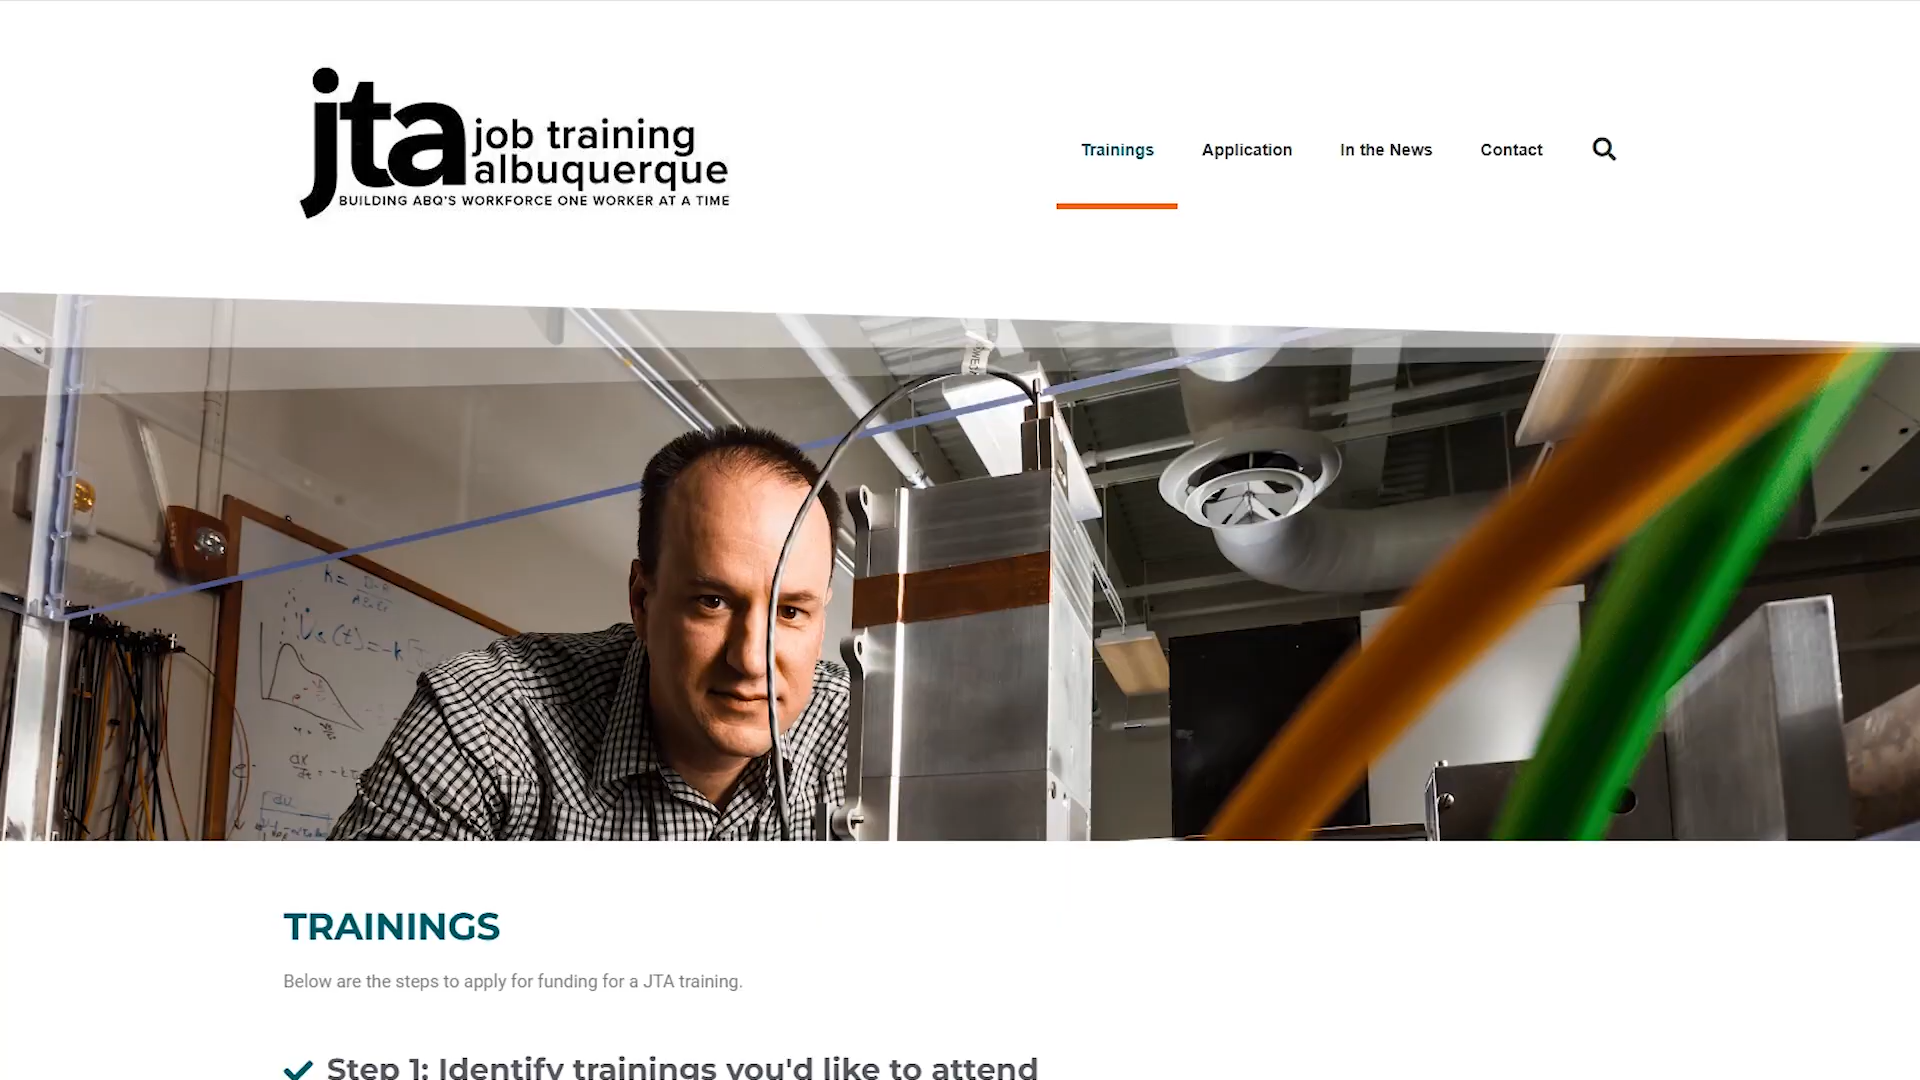 jta job training
albuquerque
BUILDING ABQ'S WORKFORCE ONE WORKER AT A TIME
Trainings Application In the News Contact
TRAININGS
Below are the steps to apply for funding for a JTA training.
Step 1: Identify trainings you'd like to attend